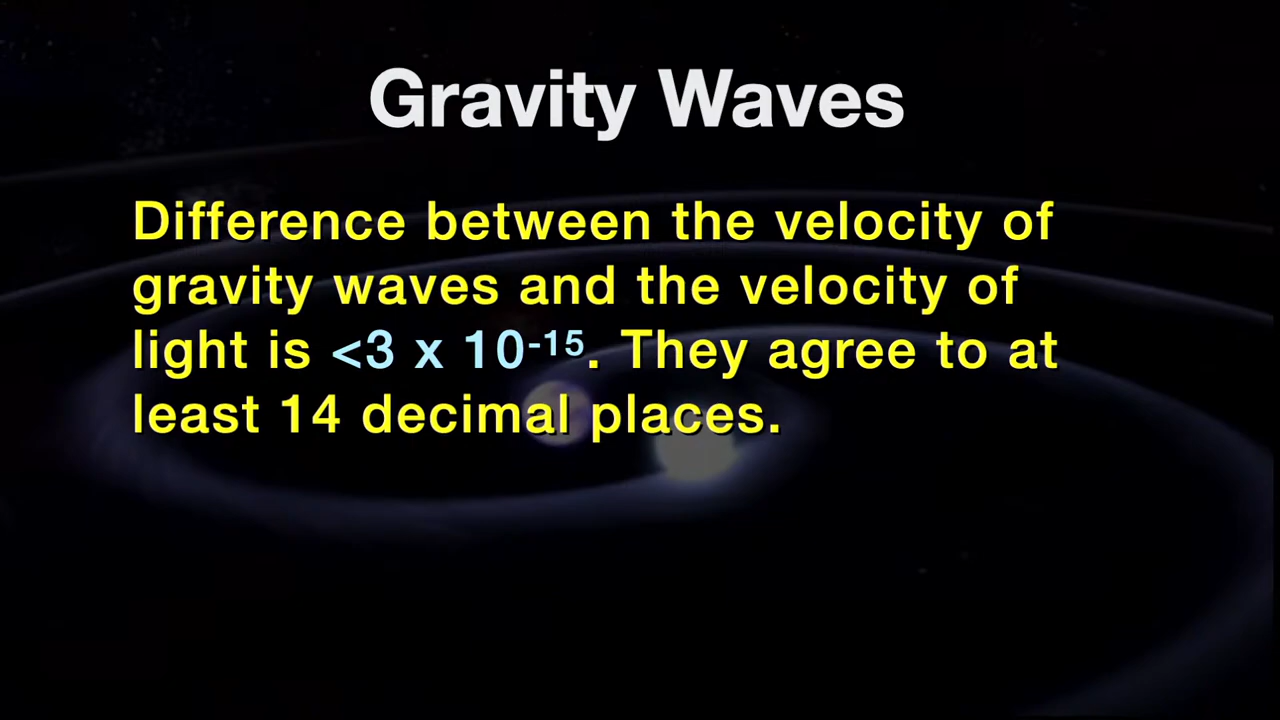 Gravity Waves
Difference between the velocity of
gravity waves and the velocity of
light is <3 x 10⁻¹⁵. They agree to at
least 14 decimal places.